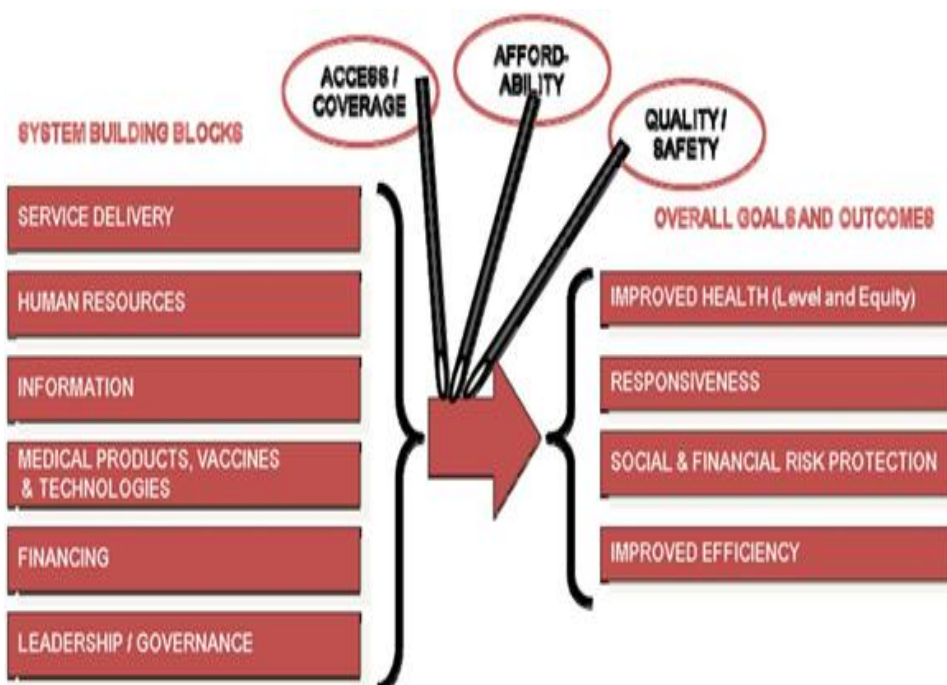 ACCESS /
COVERAGE
AFFORD-
ABILITY
QUALITY /
SAFETY
SYSTEM BUILDING BLOCKS
SERVICE DELIVERY
HUMAN RESOURCES
INFORMATION
MEDICAL PRODUCTS, VACCINES
& TECHNOLOGIES
FINANCING
LEADERSHIP / GOVERNANCE
OVERALL GOALS AND OUTCOMES
IMPROVED HEALTH (Level and Equity)
RESPONSIVENESS
SOCIAL & FINANCIAL RISK PROTECTION
IMPROVED EFFICIENCY